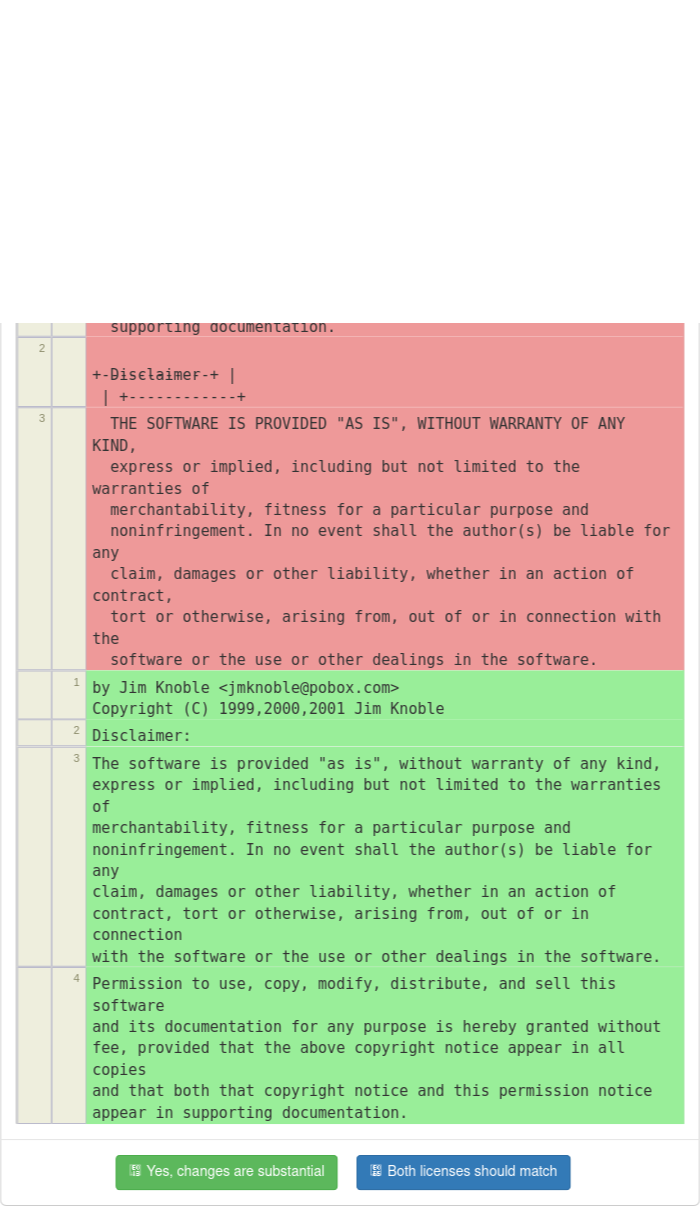 supporting documentation.
2
+-Disclaimer-+ |
| +------------+
3
THE SOFTWARE IS PROVIDED "AS IS", WITHOUT WARRANTY OF ANY
KIND,
express or implied, including but not limited to the
warranties of
merchantability, fitness for a particular purpose and
noninfringement. In no event shall the author(s) be liable for
any
claim, damages or other liability, whether in an action of
contract,
tort or otherwise, arising from, out of or in connection with
the
software or the use or other dealings in the software.
1
by Jim Knoble <jmknoble@pobox.com>
Copyright (C) 1999,2000,2001 Jim Knoble
2
Disclaimer:
3
The software is provided "as is", without warranty of any kind,
express or implied, including but not limited to the warranties
of
merchantability, fitness for a particular purpose and
noninfringement. In no event shall the author(s) be liable for
any
claim, damages or other liability, whether in an action of
contract, tort or otherwise, arising from, out of or in
connection
with the software or the use or other dealings in the software.
4
Permission to use, copy, modify, distribute, and sell this
software
and its documentation for any purpose is hereby granted without
fee, provided that the above copyright notice appear in all
copies
and that both that copyright notice and this permission notice
appear in supporting documentation.
Yes, changes are substantial
Both licenses should match